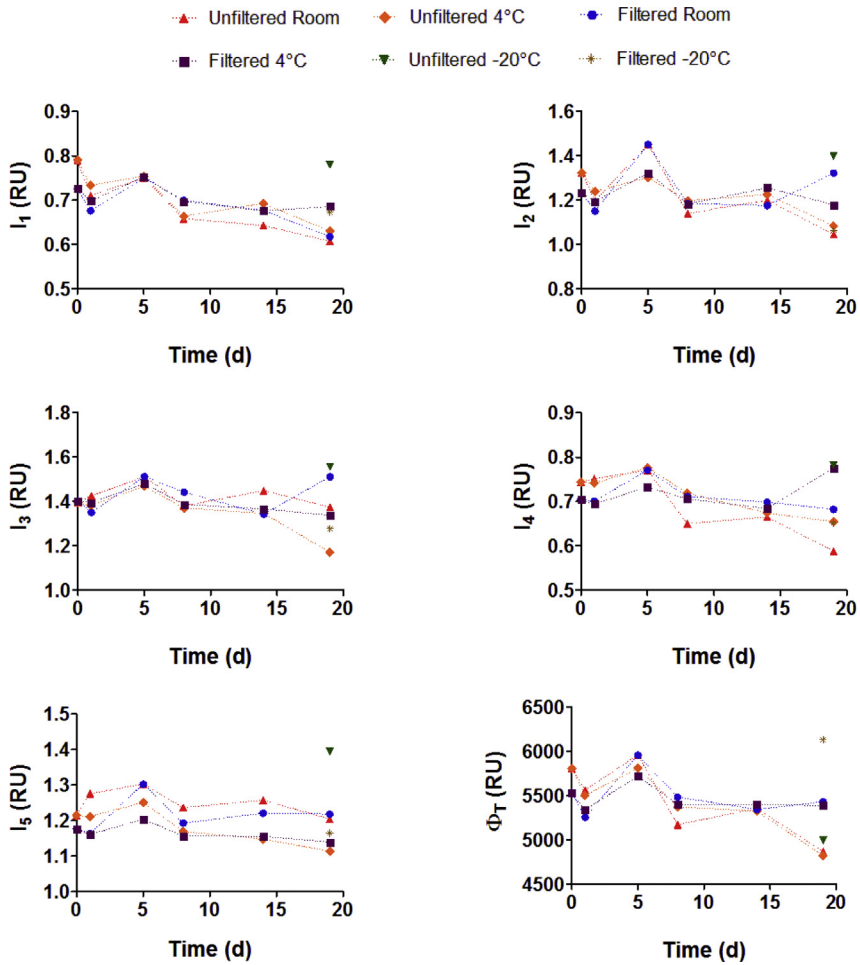 Unfiltered Room Unfiltered 4°C Filtered Room
Filtered 4°C Unfiltered -20°C Filtered -20°C
I1 (RU)
0.9
0.8
0.7
0.6
0.5
0 5 10 15 20
Time (d)
I2 (RU)
1.6
1.4
1.2
1.0
0.8
0 5 10 15 20
Time (d)
I3 (RU)
1.8
1.6
1.4
1.2
1.0
0 5 10 15 20
Time (d)
I4 (RU)
0.9
0.8
0.7
0.6
0.5
0 5 10 15 20
Time (d)
I5 (RU)
1.5
1.4
1.3
1.2
1.1
1.0
0 5 10 15 20
Time (d)
ΦT (RU)
6500
6000
5500
5000
4500
0 5 10 15 20
Time (d)